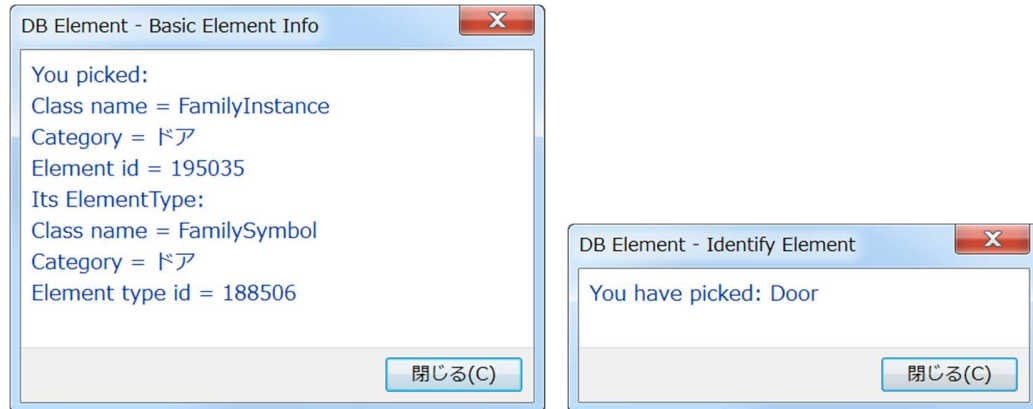 DB Element - Basic Element Info
You picked:
Class name = FamilyInstance
Category = ドア
Element id = 195035
Its ElementType:
Class name = FamilySymbol
Category = ドア
Element type id = 188506
閉じる(C)
DB Element - Identify Element
You have picked: Door
閉じる(C)